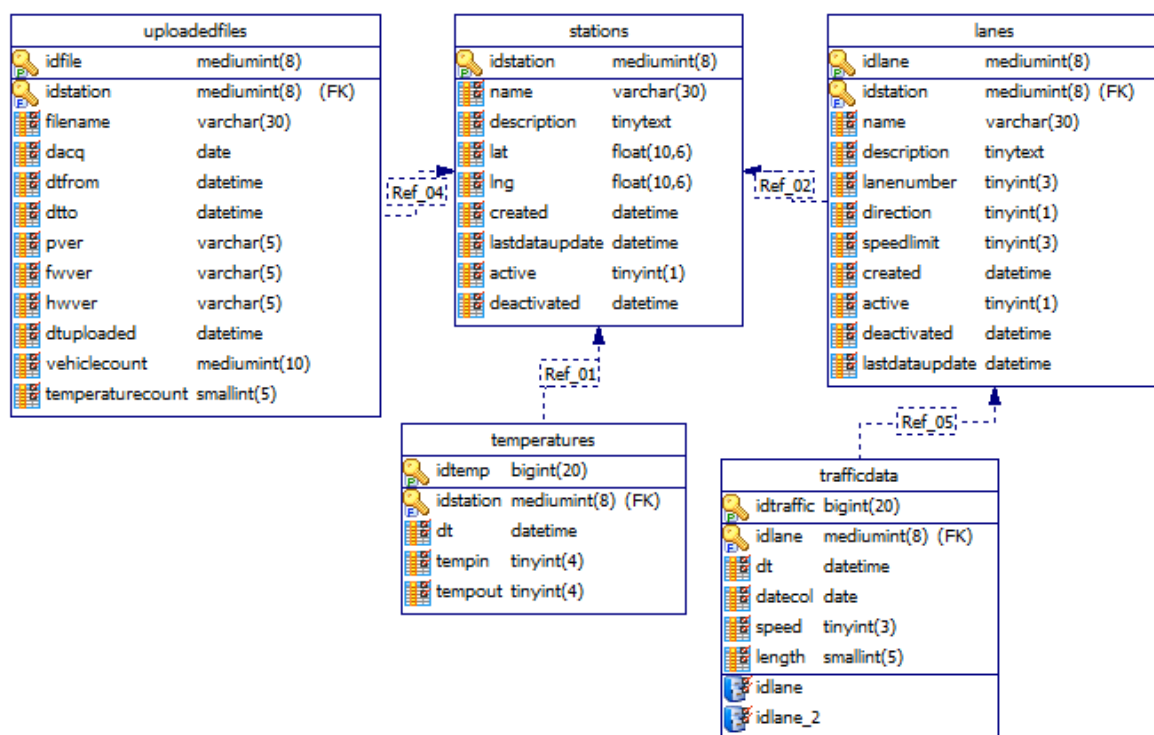 uploadedfiles
idfile mediumint(8)
idstation mediumint(8) (FK)
filename varchar(30)
dacq date
dtfrom datetime
dtto datetime
pver varchar(5)
fwver varchar(5)
hwver varchar(5)
dtuploaded datetime
vehiclecount mediumint(10)
temperaturecount smallint(5)
Ref_04
stations
idstation mediumint(8)
name varchar(30)
description tinytext
lat float(10,6)
lng float(10,6)
created datetime
lastdataupdate datetime
active tinyint(1)
deactivated datetime
Ref_02
lanes
idlane mediumint(8)
idstation mediumint(8) (FK)
name varchar(30)
description tinytext
lanenumber tinyint(3)
direction tinyint(1)
speedlimit tinyint(3)
created datetime
active tinyint(1)
deactivated datetime
lastdataupdate datetime
Ref_01
temperatures
idtemp bigint(20)
idstation mediumint(8) (FK)
dt datetime
tempin tinyint(4)
tempout tinyint(4)
Ref_05
trafficdata
idtraffic bigint(20)
idlane mediumint(8) (FK)
dt datetime
datecol date
speed tinyint(3)
length smallint(5)
idlane
idlane_2